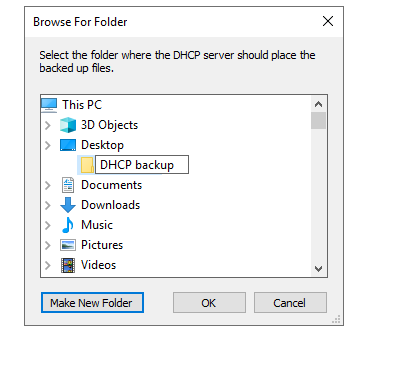 Browse For Folder
Select the folder where the DHCP server should place the
backed up files.
This PC
3D Objects
Desktop
DHCP backup
Documents
Downloads
Music
Pictures
Videos
Make New Folder
OK
Cancel